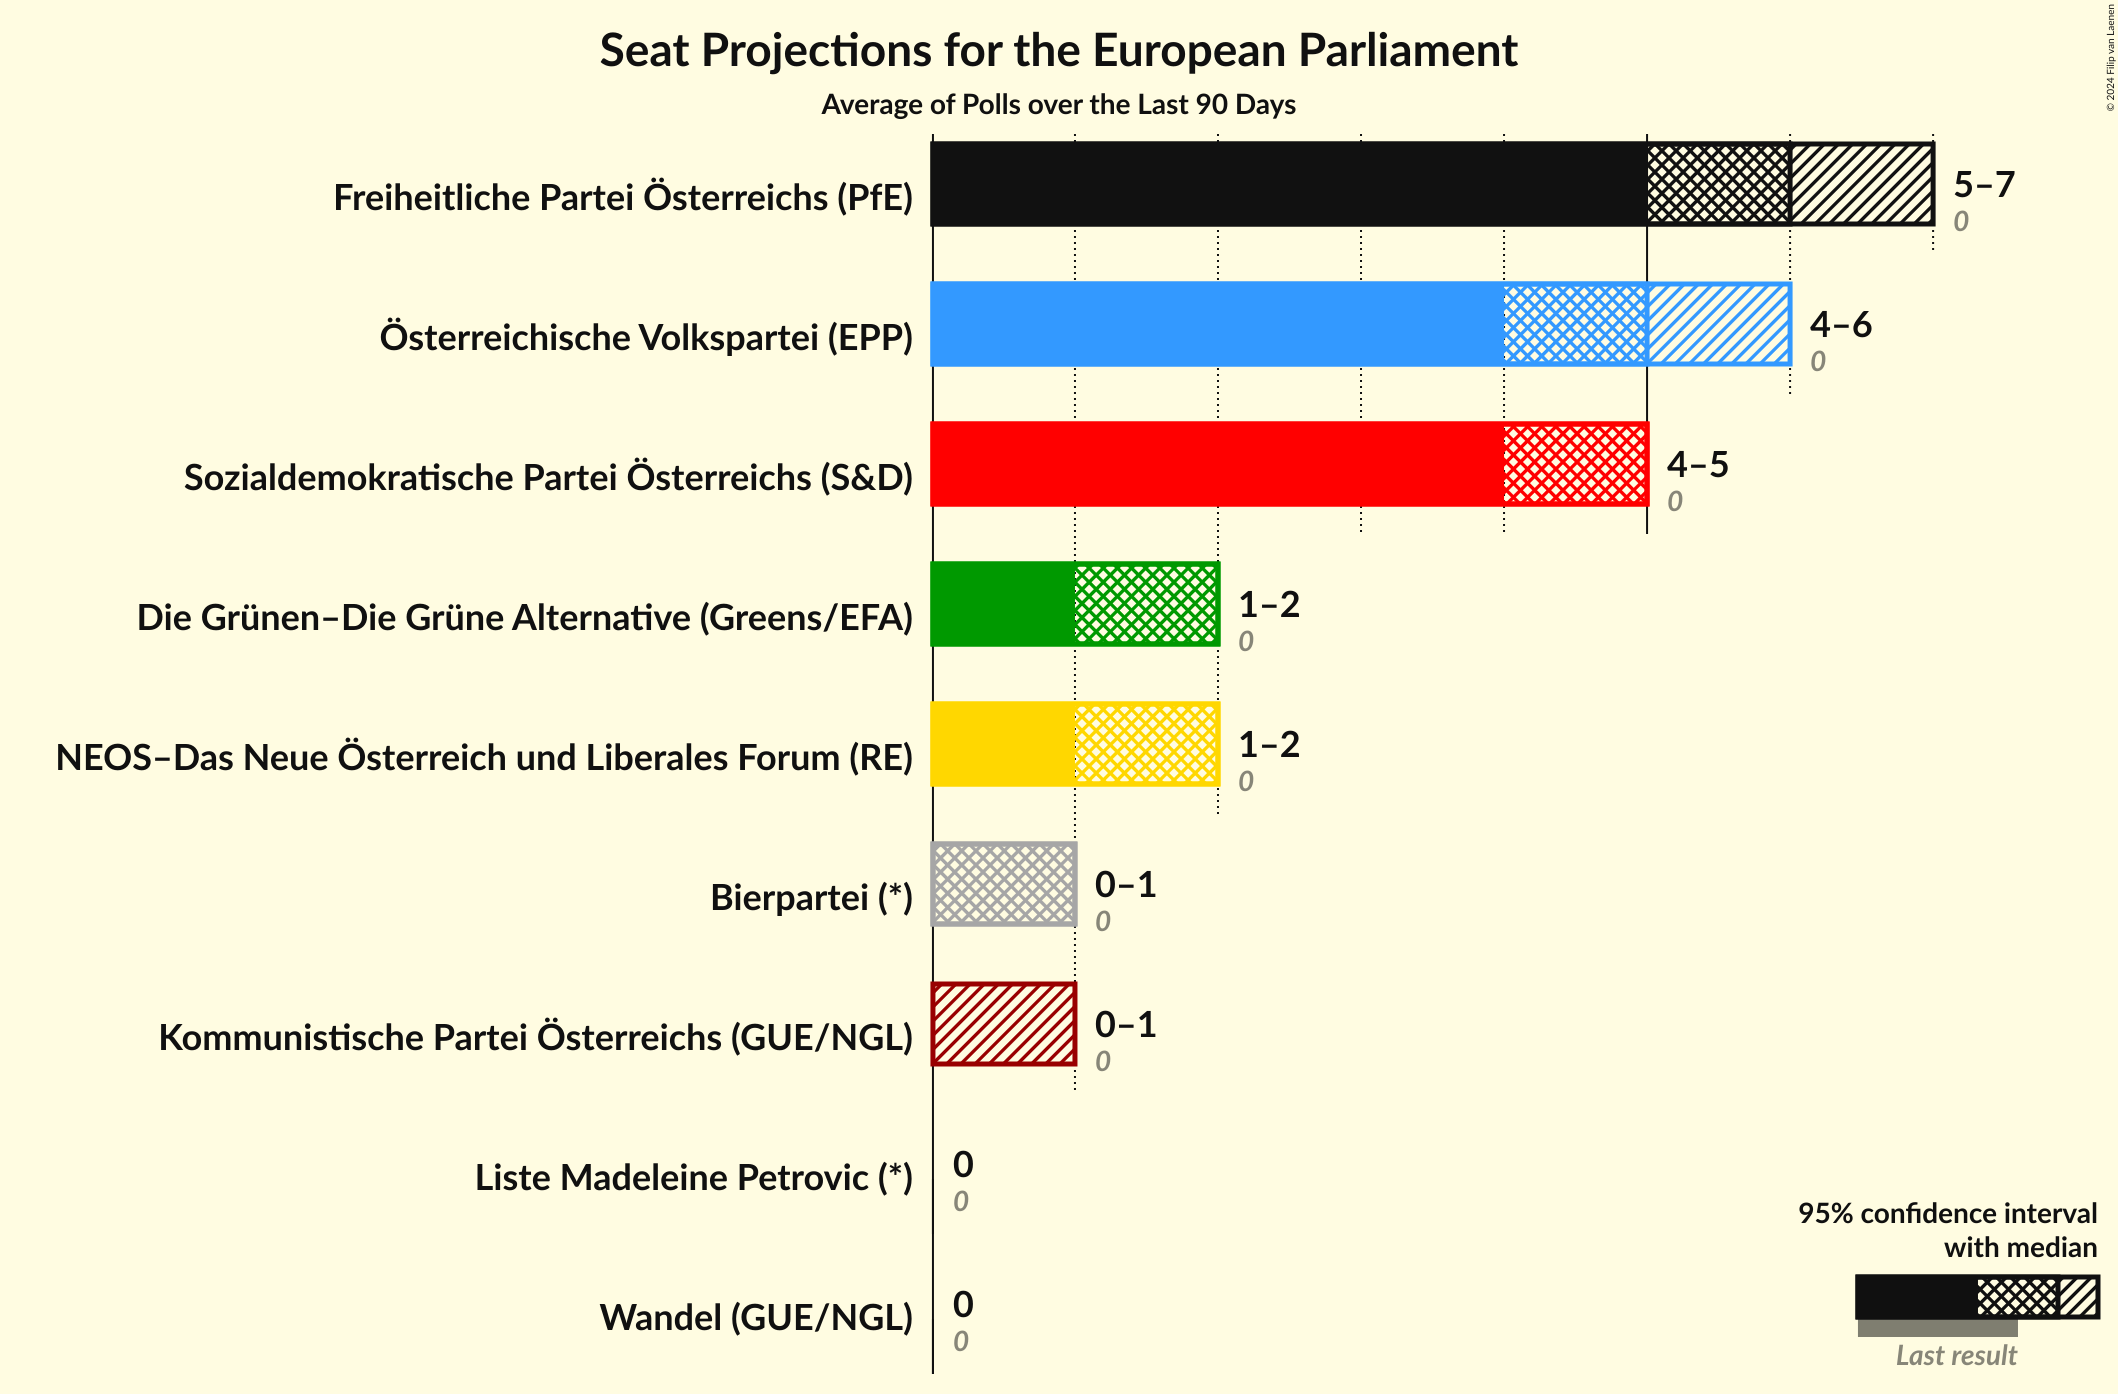 © 2024 Filip van Laenen
Seat Projections for the European Parliament
Average of Polls over the Last 90 Days
Freiheitliche Partei Österreichs (PfE)
5–7
0
Österreichische Volkspartei (EPP)
4–6
0
Sozialdemokratische Partei Österreichs (S&D)
4–5
0
Die Grünen–Die Grüne Alternative (Greens/EFA)
1–2
0
NEOS–Das Neue Österreich und Liberales Forum (RE)
1–2
0
Bierpartei (*)
0–1
0
Kommunistische Partei Österreichs (GUE/NGL)
0–1
0
Liste Madeleine Petrovic (*)
0
0
Wandel (GUE/NGL)
0
0
95% confidence interval
with median
Last result